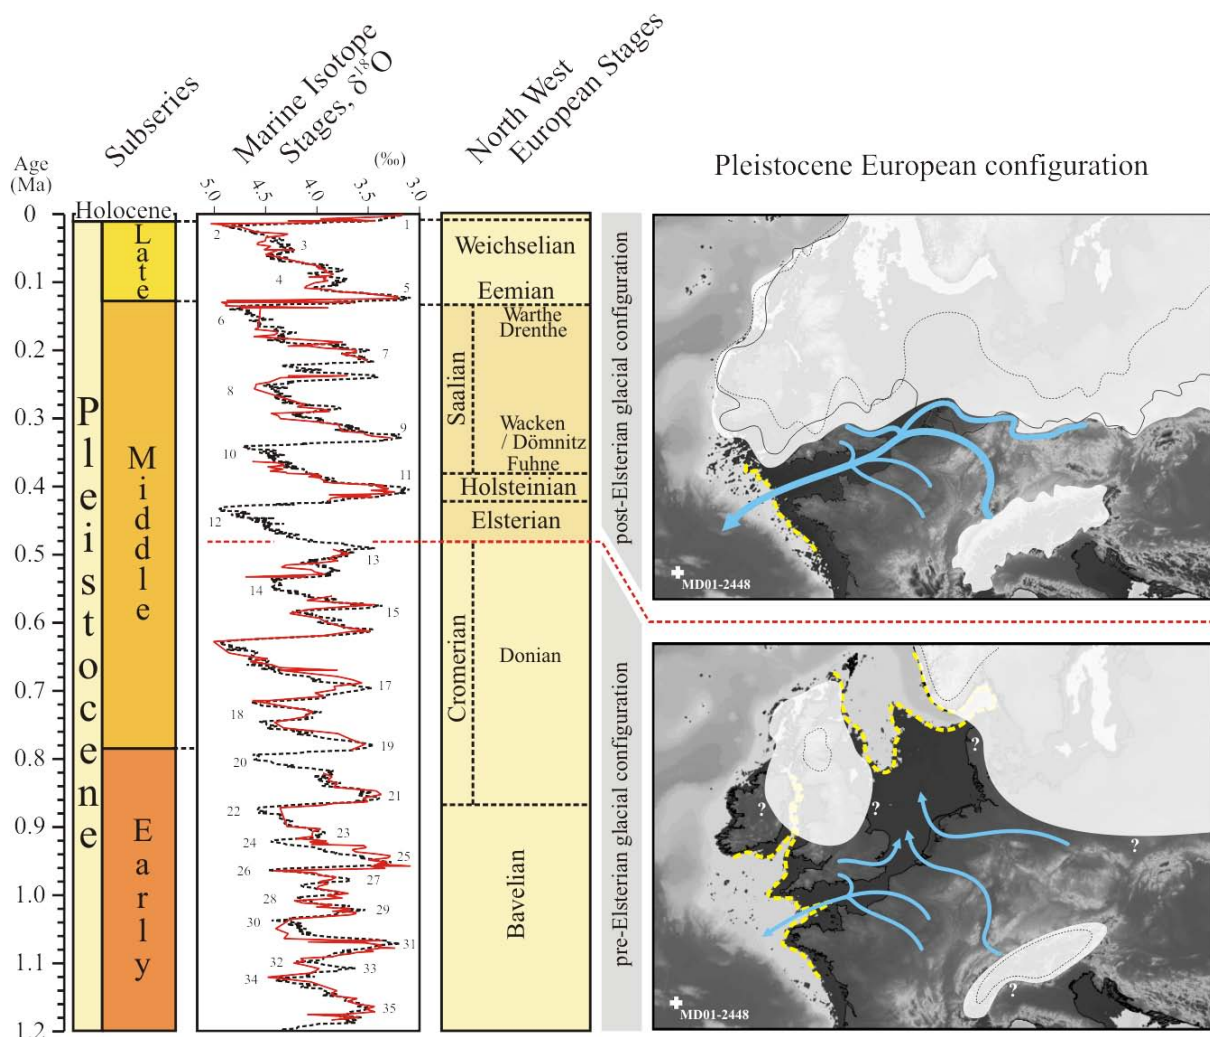 Subseries
Marine Isotope
Stages, δ¹⁸O
North West
European Stages
Pleistocene European configuration
Age
(Ma)
(‰)
5.0
4.5
4.0
3.5
3.0
0
0.1
0.2
0.3
0.4
0.5
0.6
0.7
0.8
0.9
1.0
1.1
1.2
Holocene
Pleistocene
Late
Middle
Early
1
2
3
4
5
6
7
8
9
10
11
12
13
14
15
17
18
19
20
21
22
23
24
25
26
27
28
29
30
31
32
33
34
35
Weichselian
Eemian
Warthe
Drenthe
Saalian
Wacken
/ Dömnitz
Fuhne
Holsteinian
Elsterian
Cromerian
Donian
Bavelian
post-Elsterian glacial configuration
pre-Elsterian glacial configuration
MD01-2448
?
?
?
?
?
MD01-2448